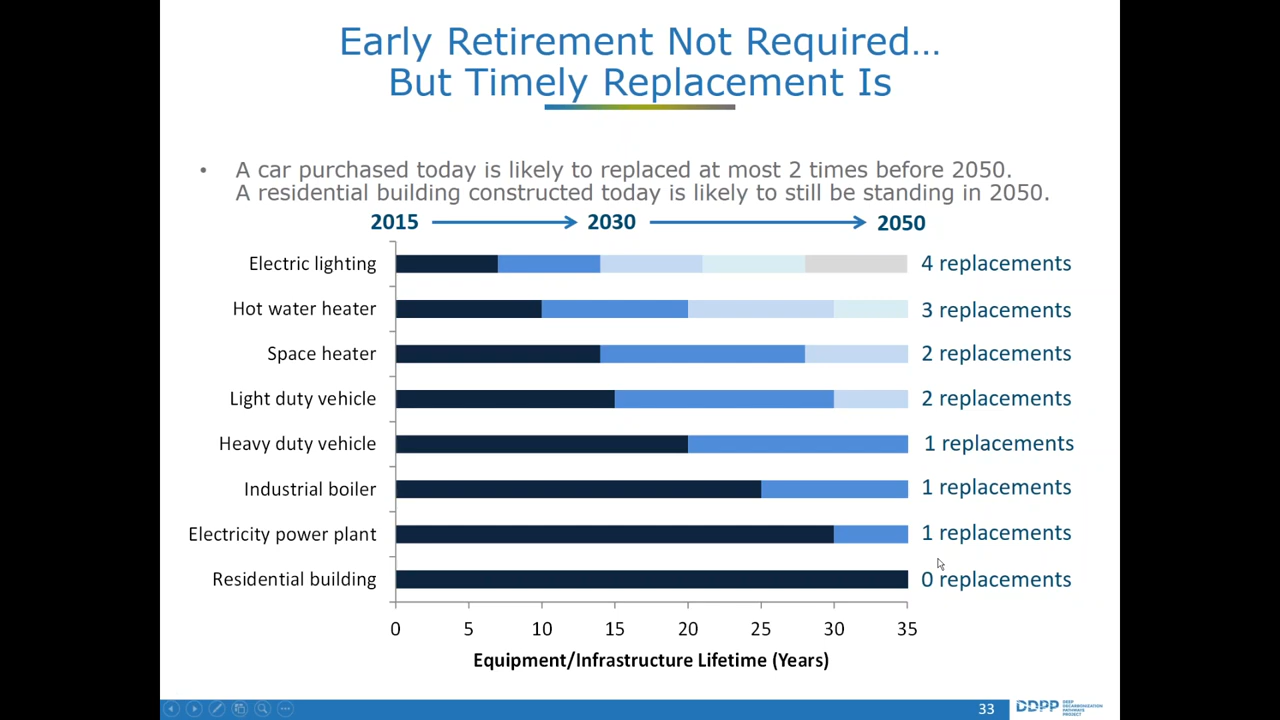 Early Retirement Not Required…
But Timely Replacement Is
• A car purchased today is likely to replaced at most 2 times before 2050.
A residential building constructed today is likely to still be standing in 2050.
2015 2030 2050
Electric lighting 4 replacements
Hot water heater 3 replacements
Space heater 2 replacements
Light duty vehicle 2 replacements
Heavy duty vehicle 1 replacements
Industrial boiler 1 replacements
Electricity power plant 1 replacements
Residential building 0 replacements
0 5 10 15 20 25 30 35
Equipment/Infrastructure Lifetime (Years)
33
DDPP
DEEP
DECARBONIZATION
PATHWAYS
PROJECT